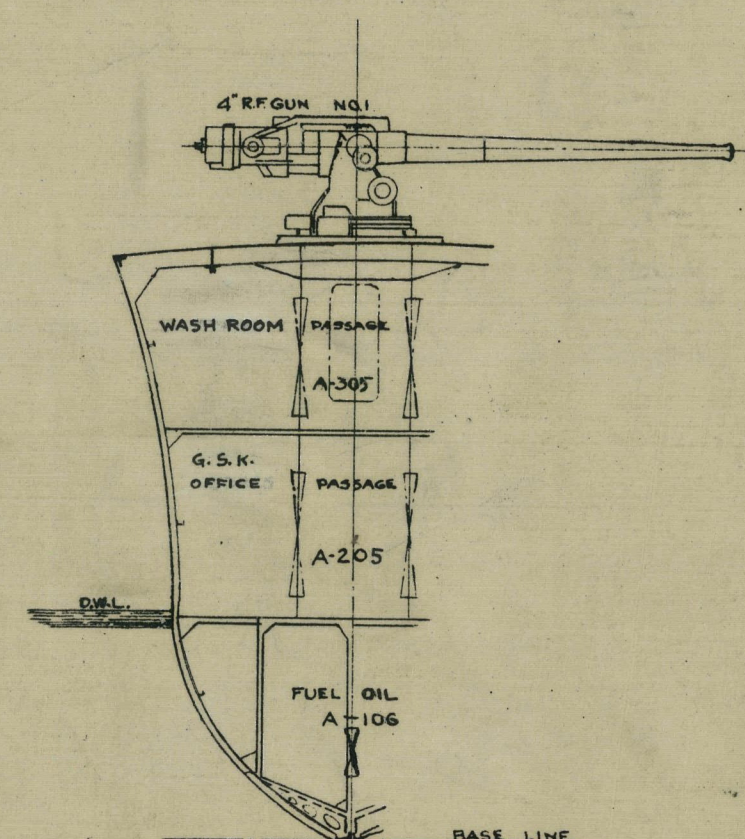 4" R.F. GUN NO.1
WASH ROOM
PASSAGE
A-305
G. S. K.
OFFICE
PASSAGE
A-205
D.W.L.
FUEL OIL
A-106
BASE LINE